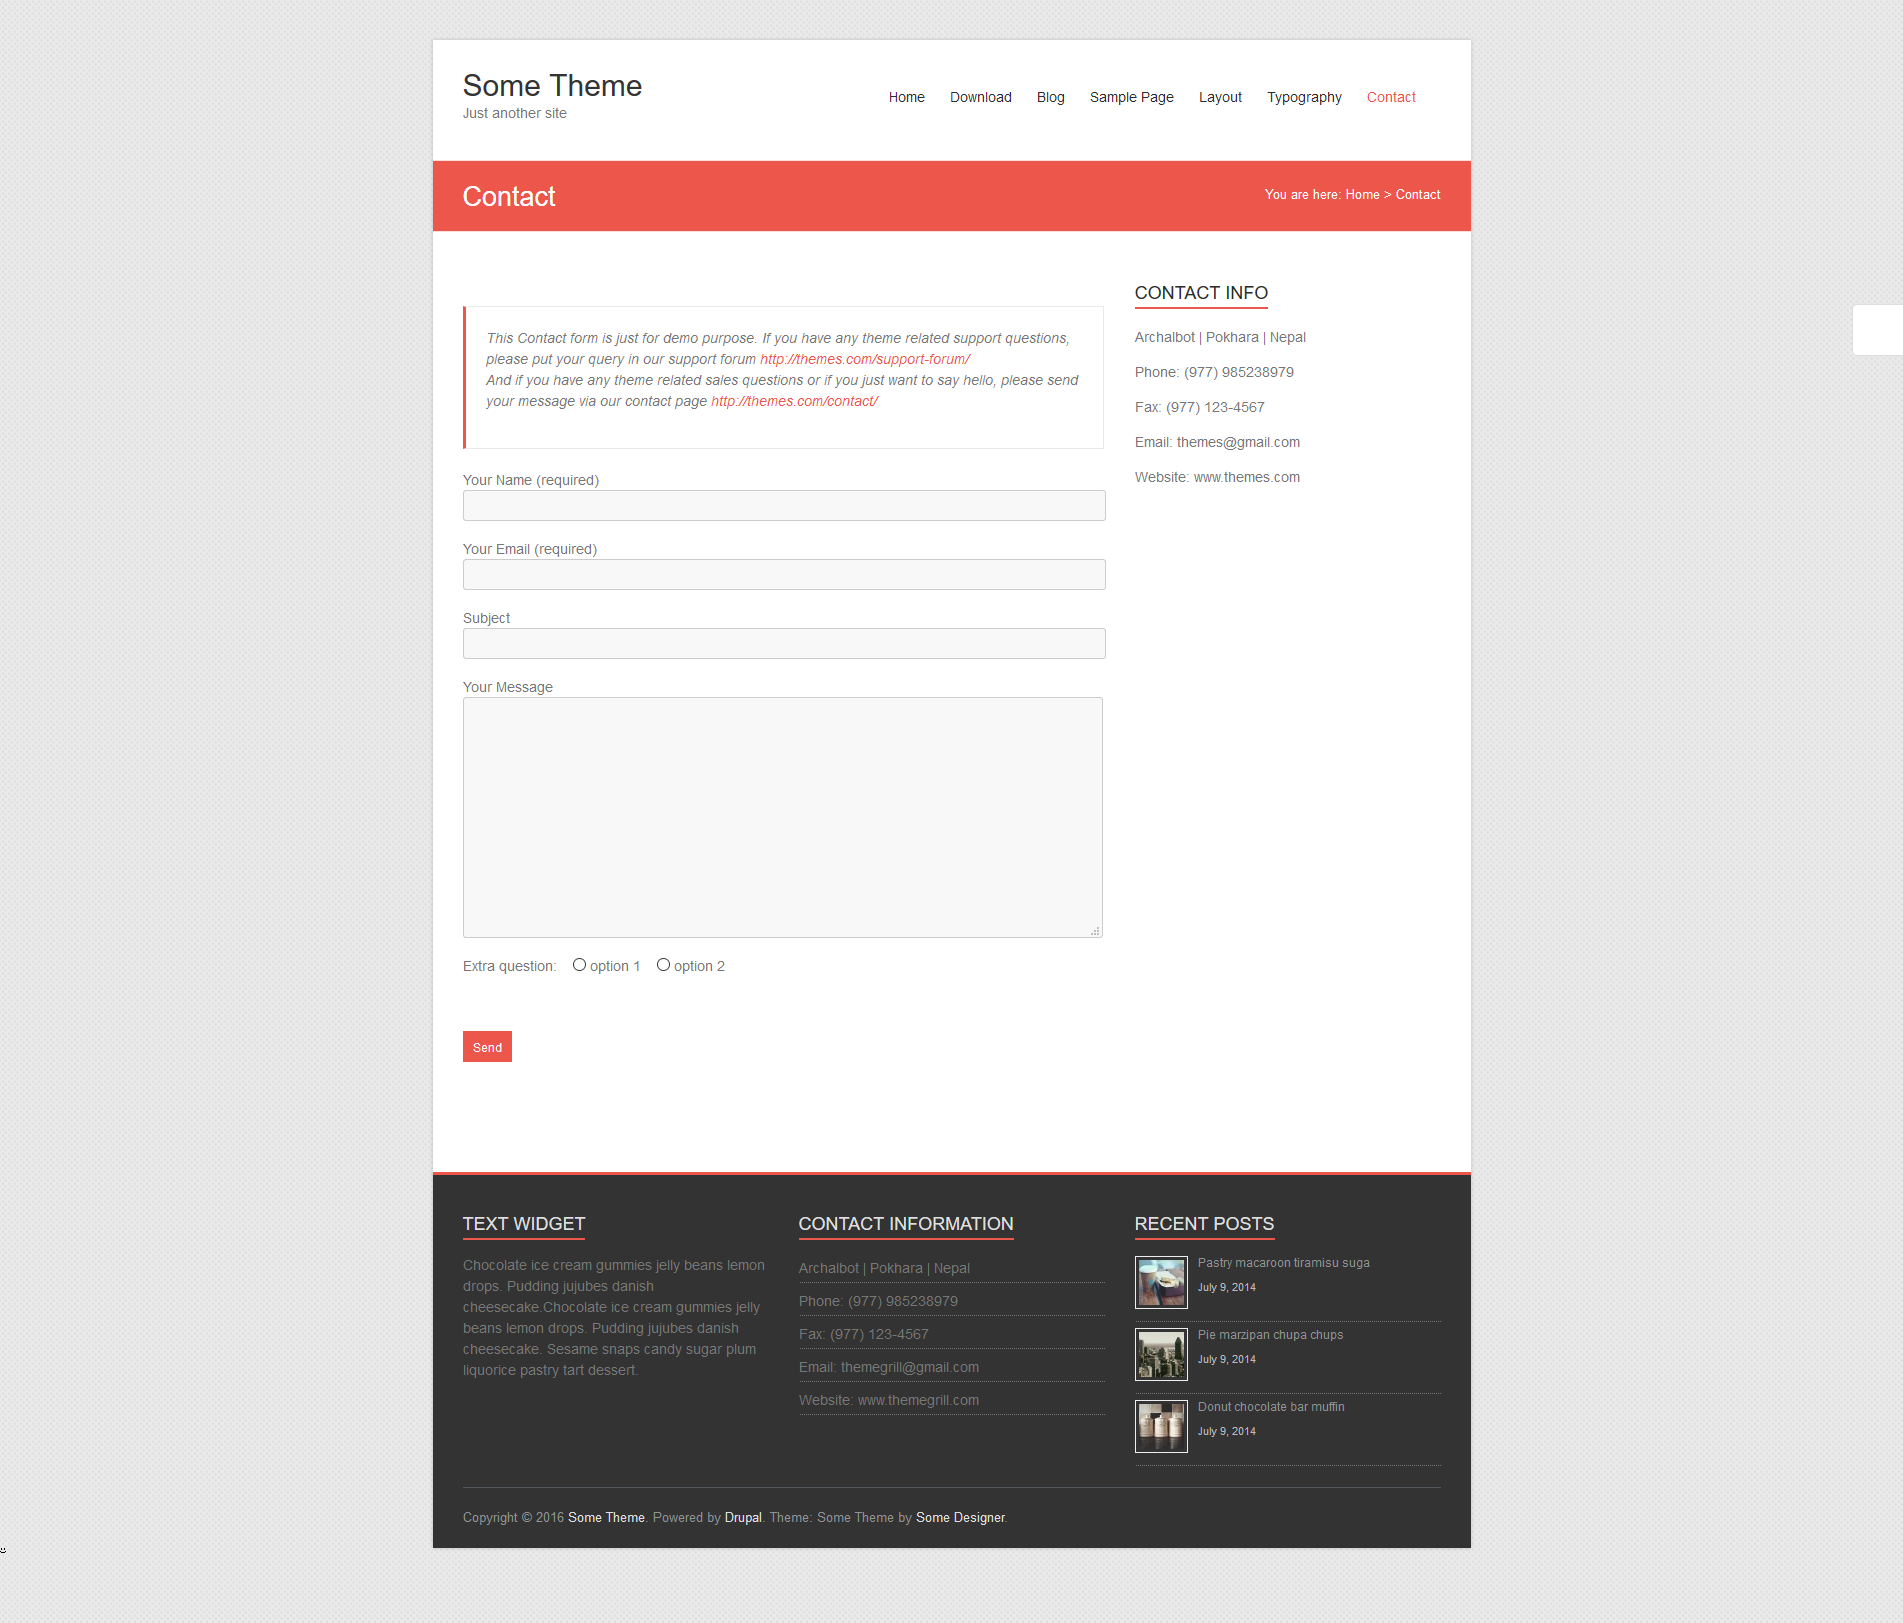 Some Theme
Just another site
Home Download Blog Sample Page Layout Typography Contact
Contact
You are here: Home > Contact
This Contact form is just for demo purpose. If you have any theme related support questions,
please put your query in our support forum http://themes.com/support-forum/
And if you have any theme related sales questions or if you just want to say hello, please send
your message via our contact page http://themes.com/contact/
Your Name (required)
Your Email (required)
Subject
Your Message
Extra question: option 1 option 2
Send
CONTACT INFO
Archalbot | Pokhara | Nepal
Phone: (977) 985238979
Fax: (977) 123-4567
Email: themes@gmail.com
Website: www.themes.com
TEXT WIDGET
Chocolate ice cream gummies jelly beans lemon
drops. Pudding jujubes danish
cheesecake.Chocolate ice cream gummies jelly
beans lemon drops. Pudding jujubes danish
cheesecake. Sesame snaps candy sugar plum
liquorice pastry tart dessert.
CONTACT INFORMATION
Archalbot | Pokhara | Nepal
Phone: (977) 985238979
Fax: (977) 123-4567
Email: themegrill@gmail.com
Website: www.themegrill.com
RECENT POSTS
Pastry macaroon tiramisu suga
July 9, 2014
Pie marzipan chupa chups
July 9, 2014
Donut chocolate bar muffin
July 9, 2014
Copyright © 2016 Some Theme. Powered by Drupal. Theme: Some Theme by Some Designer.